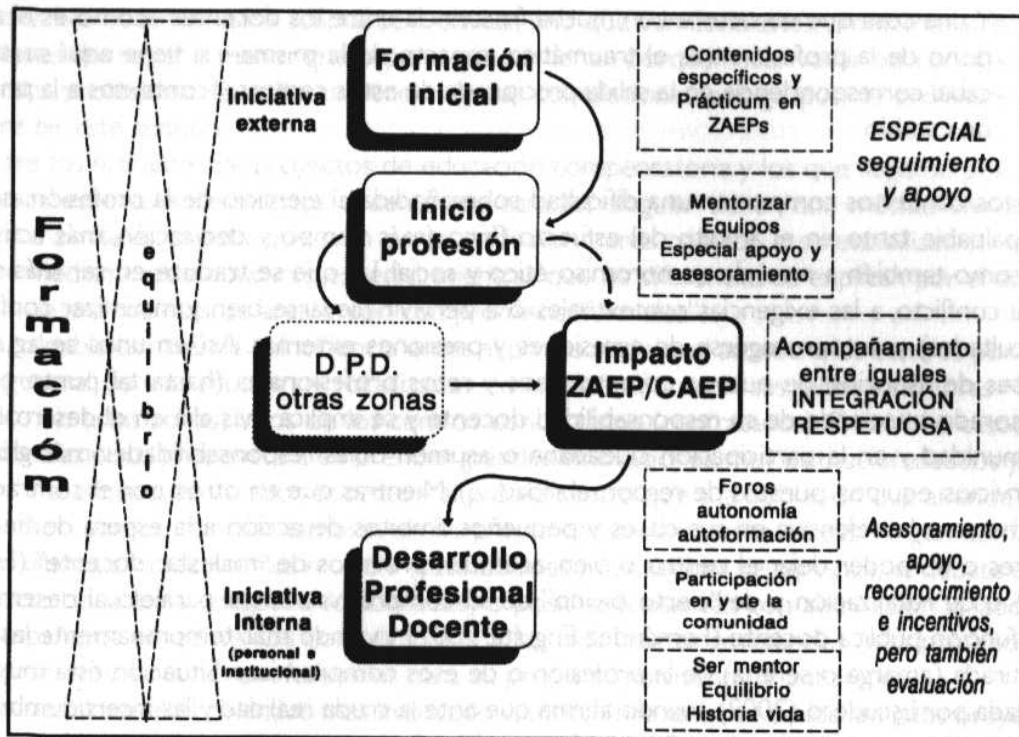 Formación
equilibrio
Iniciativa
externa
Formación
Inicial
Inicio
profesión
D.P.D.
otras zonas
Impacto
ZAEP/CAEP
Desarrollo
Profesional
Docente
Iniciativa
Interna
(personal e
institucional)
Contenidos
específicos y
Prácticum en
ZAEPs
Mentorizar
Equipos
Especial apoyo y
asesoramiento
Acompañamiento
entre iguales
INTEGRACIÓN
RESPETUOSA
Foros
autonomía
autoformación
Participación
en y de la
comunidad
Ser mentor
Equilibrio
Historia vida
ESPECIAL
seguimiento
y apoyo
Asesoramiento,
apoyo,
reconocimiento
e incentivos,
pero también
evaluación